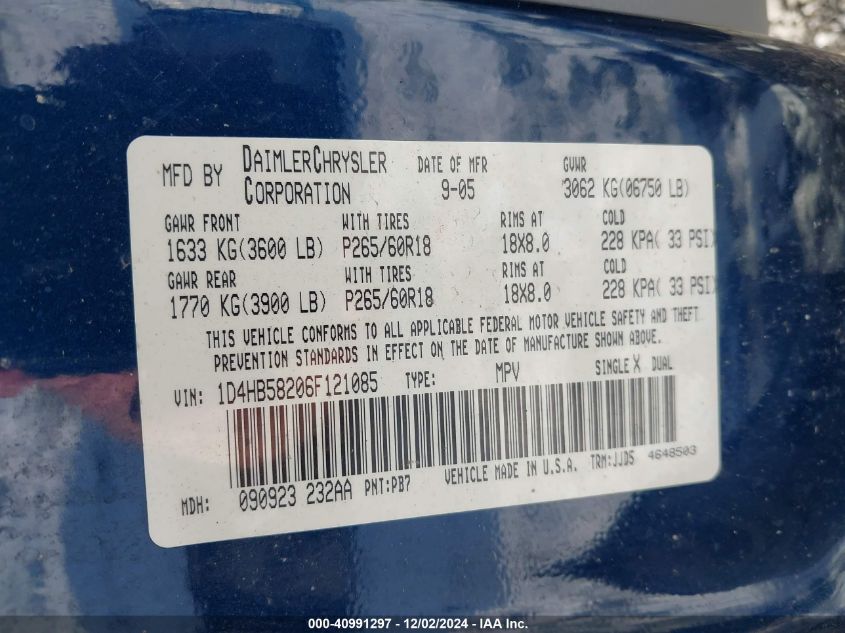 MFD BY DAIMLERCHRYSLER CORPORATION DATE OF MFR 9-05 GVWR 3062 KG(06750 LB)
GAWR FRONT WITH TIRES RIMS AT COLD
1633 KG(3600 LB) P265/60R18 18X8.0 228 KPA( 33 PSI)
GAWR REAR WITH TIRES RIMS AT COLD
1770 KG(3900 LB) P265/60R18 18X8.0 228 KPA( 33 PSI)
THIS VEHICLE CONFORMS TO ALL APPLICABLE FEDERAL MOTOR VEHICLE SAFETY AND THEFT
PREVENTION STANDARDS IN EFFECT ON THE DATE OF MANUFACTURE SHOWN ABOVE.
VIN: 1D4HB58206F121085 TYPE: MPV SINGLE X DUAL
MDH: 090923 232AA PNT:PB7 VEHICLE MADE IN U.S.A. TRM:JJD5 4648503
000-40991297 - 12/02/2024 - IAA Inc.